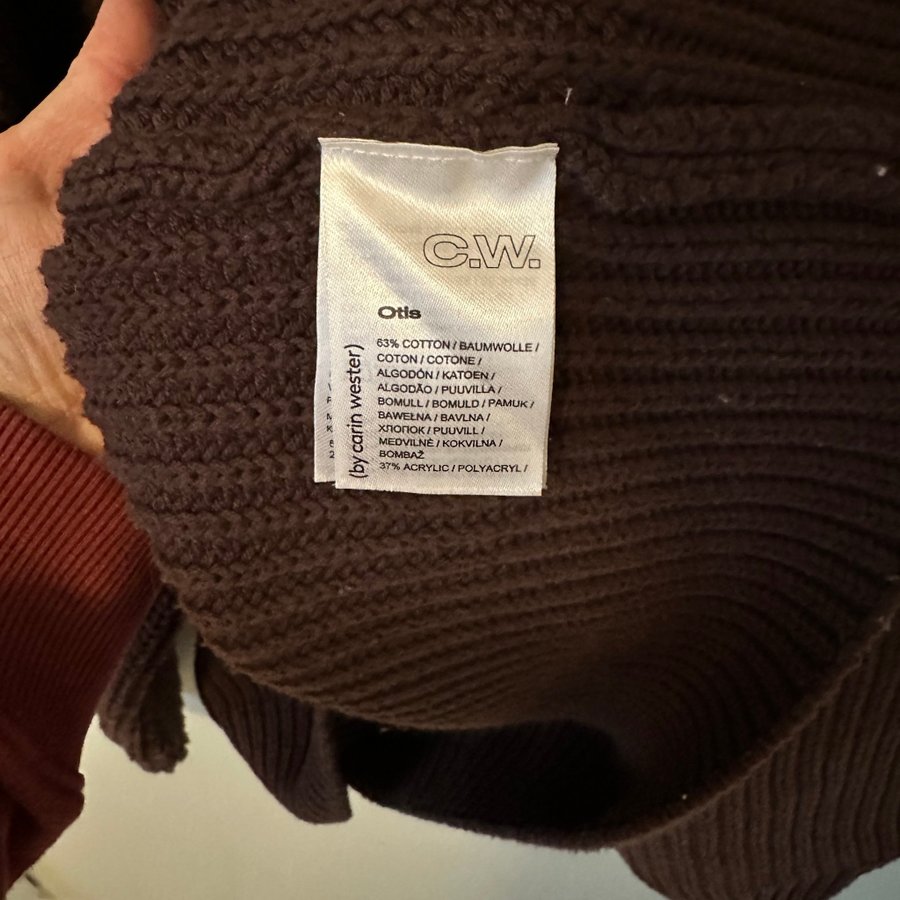 C.W.
Otis
63% COTTON / BAUMWOLLE /
COTON / COTONE /
ALGODÓN / KATOEN /
ALGODÃO / PUUVILLA /
BOMULL / BOMULD / PAMUK /
BAWEŁNA / BAVLNA /
ХЛОПОК / PUUVILL /
MEDVILNĖ / KOKVILNA /
BOMBAŽ
37% ACRYLIC / POLYACRYL /
(by carin wester)